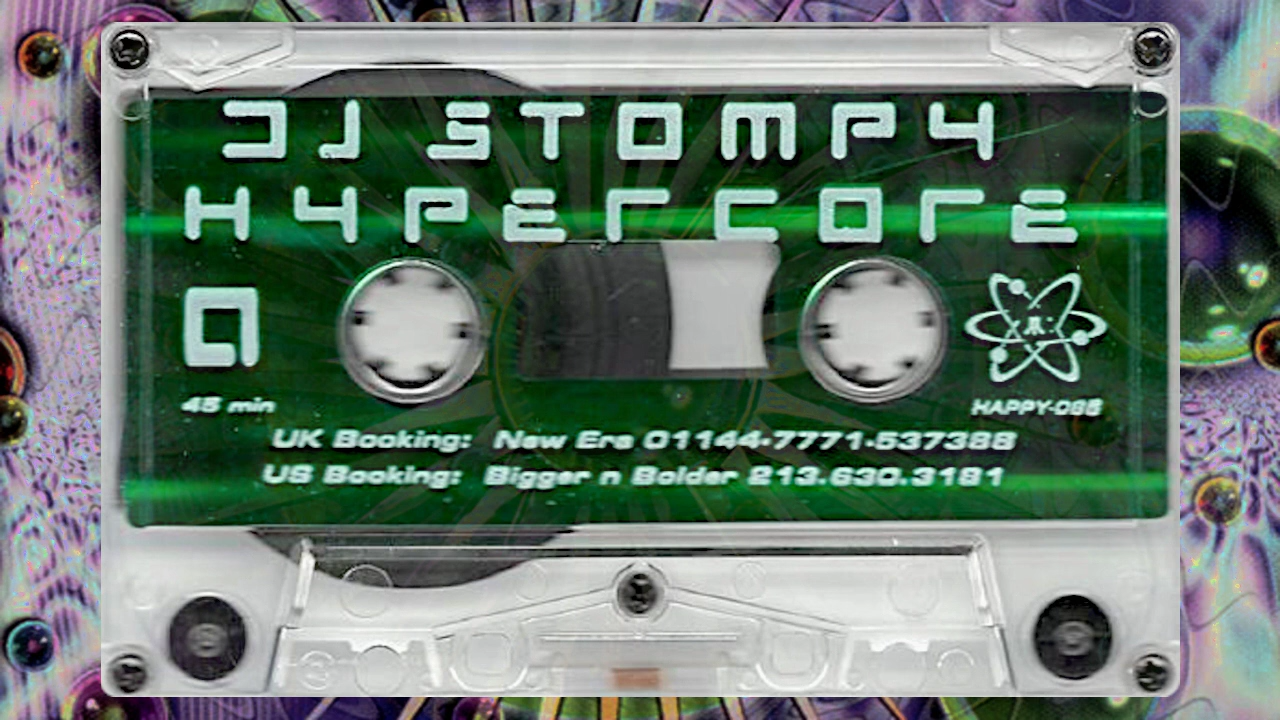 DJ STOMPY
HYPERCORE
a
45 min
HAPPY-098
UK Booking: New Era 01144-7771-537388
US Booking: Bigger n Bolder 213.630.3181